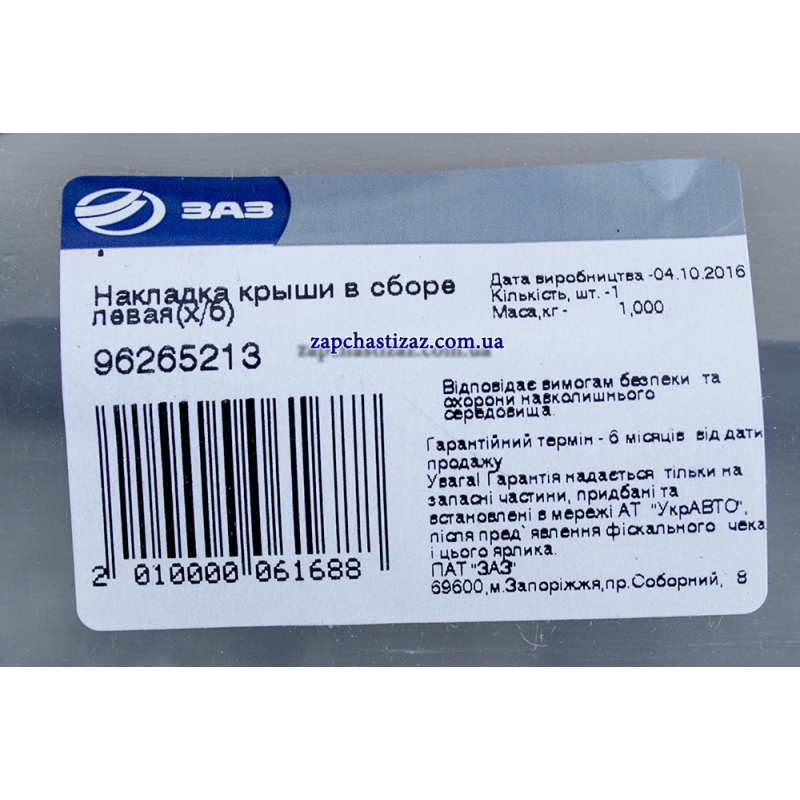 ЗАЗ
Накладка крыши в сборе
левая(х/б)
96265213
Дата виробництва -04.10.2016
Кількість, шт. -1
Маса,кг - 1,000
zapchastizaz.com.ua
Відповідає вимогам безпеки та
охорони навколишнього
середовища.
Гарантійний термін - 6 місяців від дати
продажу
Увага! Гарантія надається тільки на
запасні частини, придбані та
встановлені в мережі АТ "УкрАВТО",
після пред`явлення фіскального чека
і цього ярлика.
ПАТ "ЗАЗ"
69600,м.Запоріжжя,пр.Соборний, 8
2 010000 061688